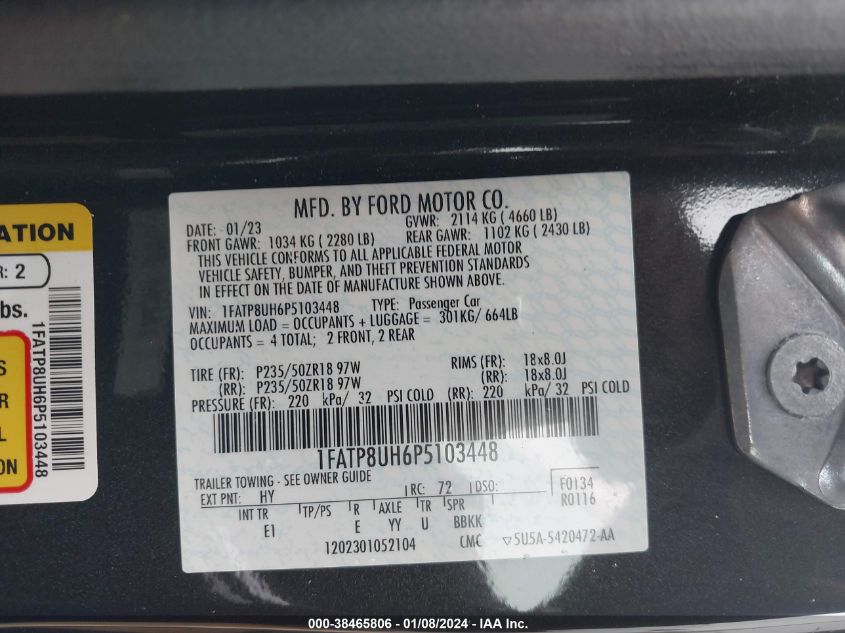 MFD. BY FORD MOTOR CO.
DATE: 01/23
GVWR: 2114 KG ( 4660 LB)
FRONT GAWR: 1034 KG ( 2280 LB)
REAR GAWR: 1102 KG ( 2430 LB)
THIS VEHICLE CONFORMS TO ALL APPLICABLE FEDERAL MOTOR
VEHICLE SAFETY, BUMPER, AND THEFT PREVENTION STANDARDS
IN EFFECT ON THE DATE OF MANUFACTURE SHOWN ABOVE.
VIN: 1FATP8UH6P5103448 TYPE: Passenger Car
MAXIMUM LOAD = OCCUPANTS + LUGGAGE = 301KG/ 664LB
OCCUPANTS = 4 TOTAL; 2 FRONT, 2 REAR
TIRE (FR): P235/50ZR18 97W RIMS (FR): 18x8.0J
(RR): P235/50ZR18 97W (RR): 18x8.0J
PRESSURE (FR): 220 kPa/ 32 PSI COLD (RR): 220 kPa/ 32 PSI COLD
1FATP8UH6P5103448
TRAILER TOWING - SEE OWNER GUIDE
EXT PNT: HY RC: 72 DSO:
F0134
R0116
INT TR TP/PS R AXLE TR SPR
E1 E YY U BBKK
1202301052104 CMC ▽5U5A-5420472-AA
ATION
R: 2
bs.
S
R
L
1FATP8UH6P5103448
000-38465806 - 01/08/2024 - IAA Inc.